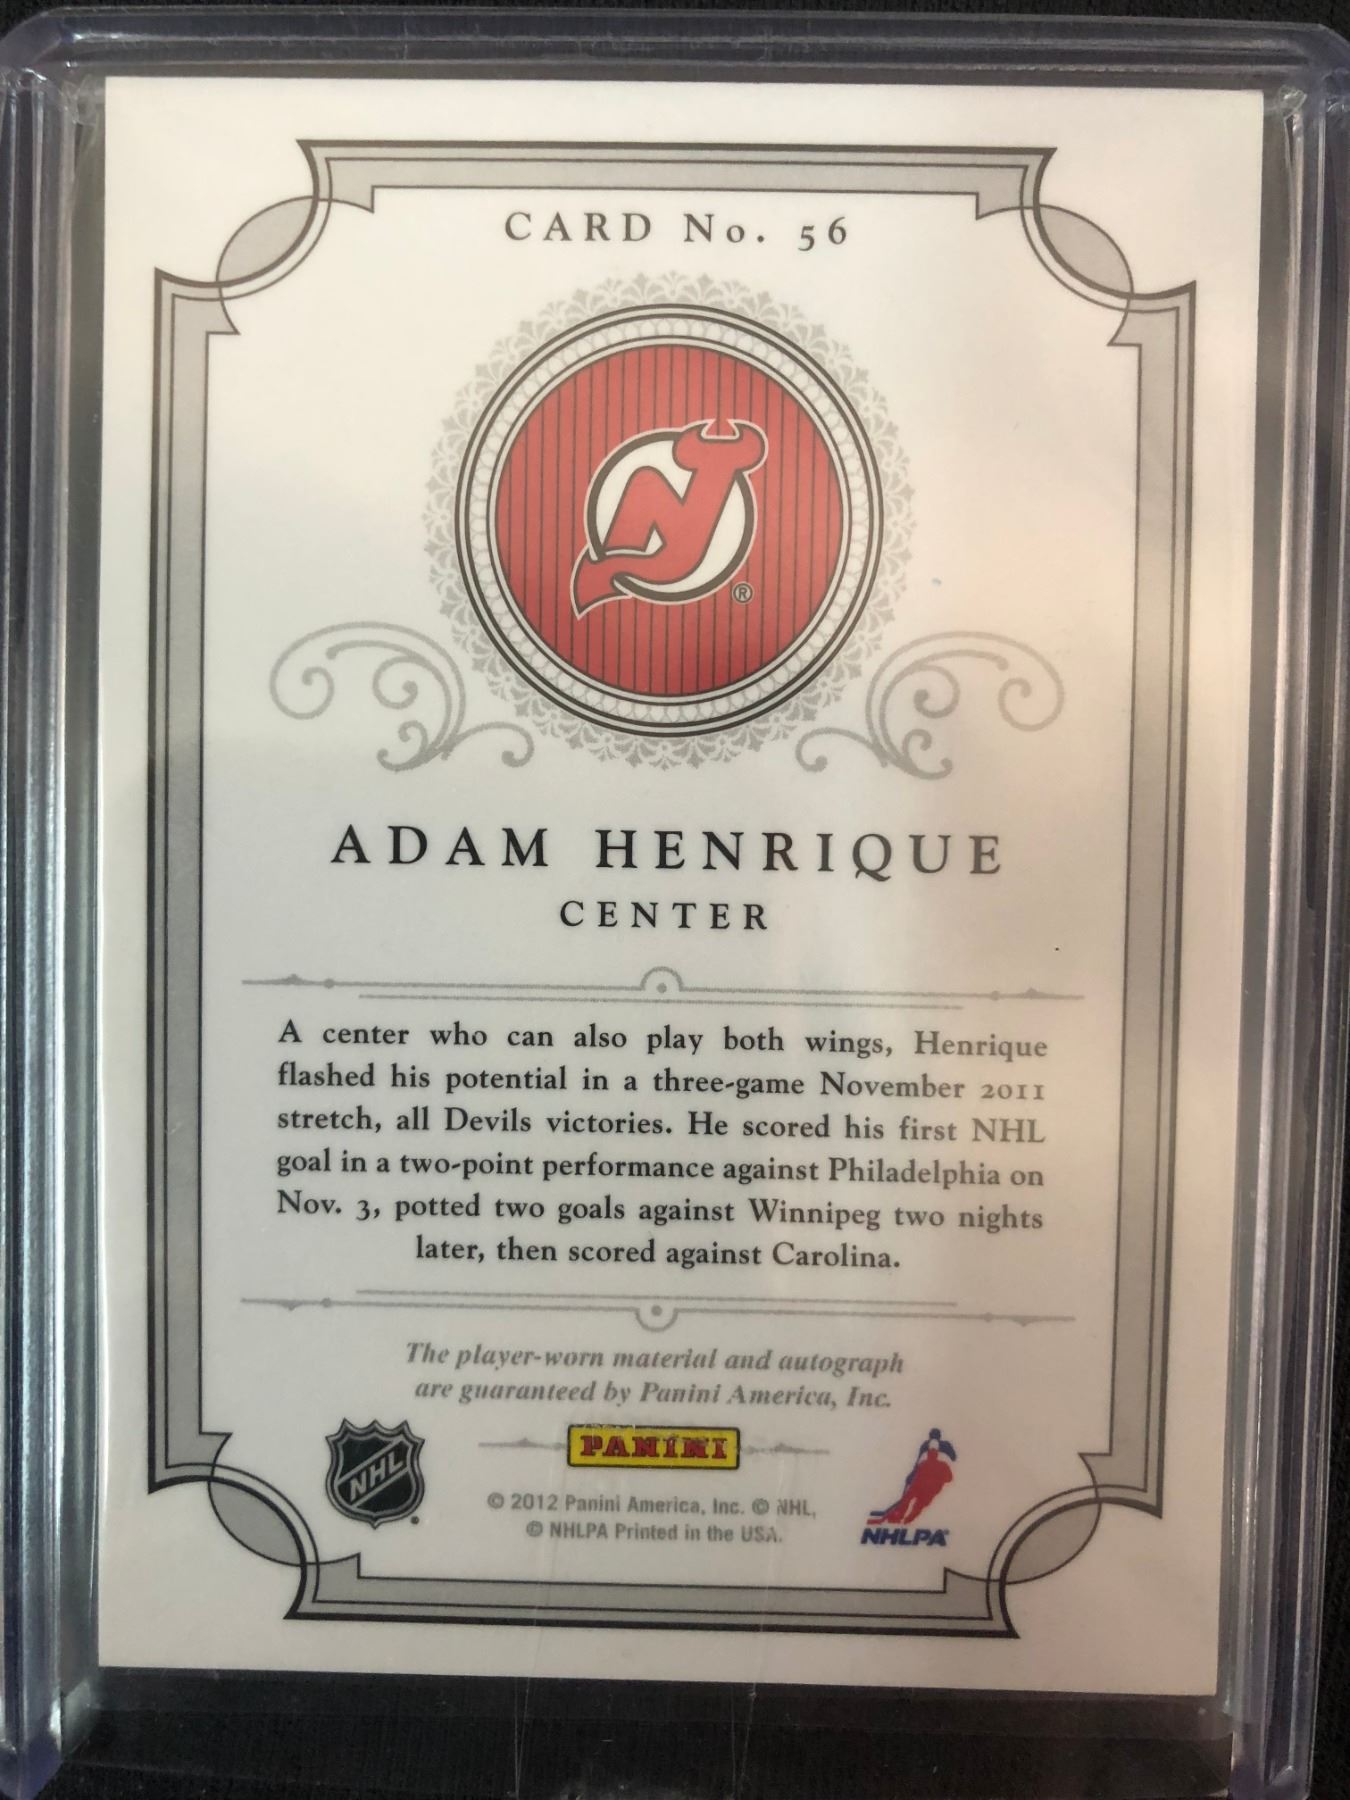 CARD No. 56
NJ
®
ADAM HENRIQUE
CENTER
A center who can also play both wings, Henrique
flashed his potential in a three-game November 2011
stretch, all Devils victories. He scored his first NHL
goal in a two-point performance against Philadelphia on
Nov. 3, potted two goals against Winnipeg two nights
later, then scored against Carolina.
The player-worn material and autograph
are guaranteed by Panini America, Inc.
NHL
PANINI
© 2012 Panini America, Inc. © NHL,
© NHLPA Printed in the USA.
NHLPA